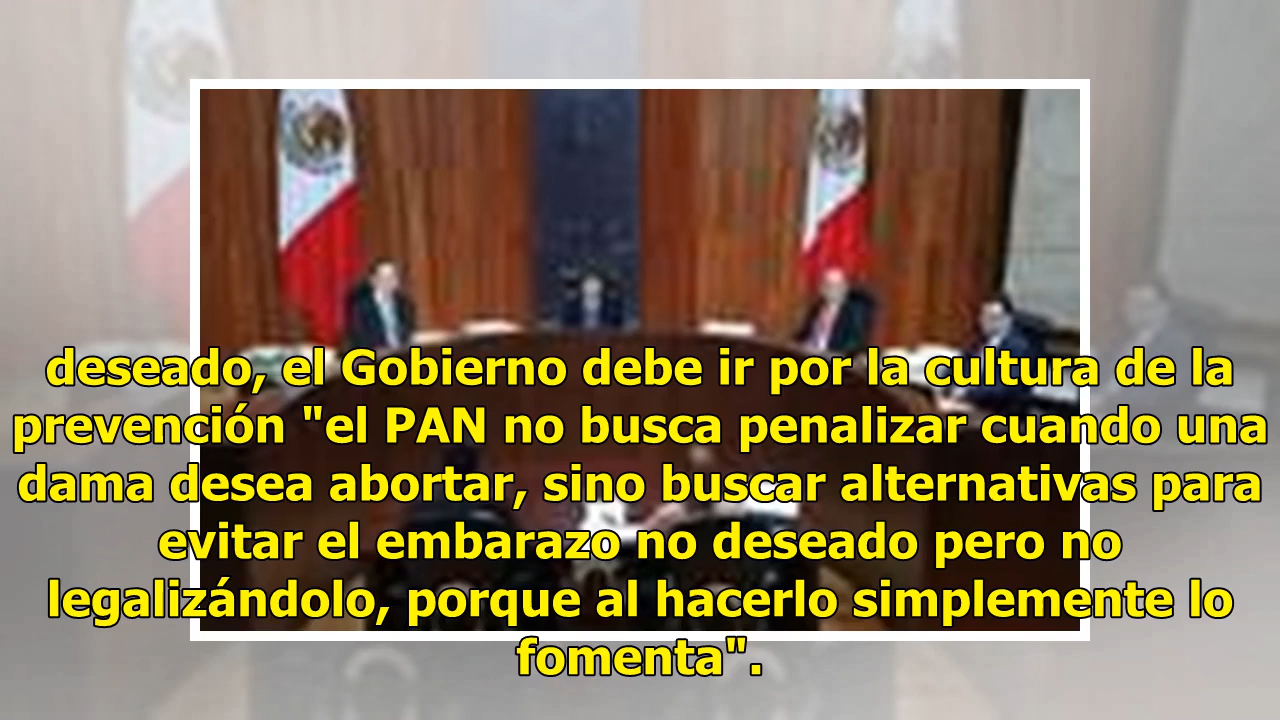 deseado, el Gobierno debe ir por la cultura de la
prevención "el PAN no busca penalizar cuando una
dama desea abortar, sino buscar alternativas para
evitar el embarazo no deseado pero no
legalizándolo, porque al hacerlo simplemente lo
fomenta".